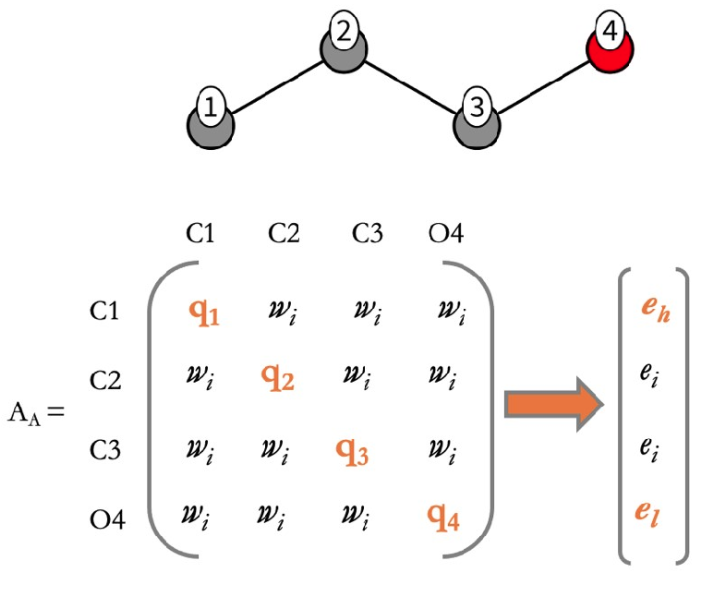 2 4
1 3
C1 C2 C3 O4
C1 q₁ wᵢ wᵢ wᵢ eₕ
C2 wᵢ q₂ wᵢ wᵢ eᵢ
A_A =
C3 wᵢ wᵢ q₃ wᵢ eᵢ
O4 wᵢ wᵢ wᵢ q₄ eₗ